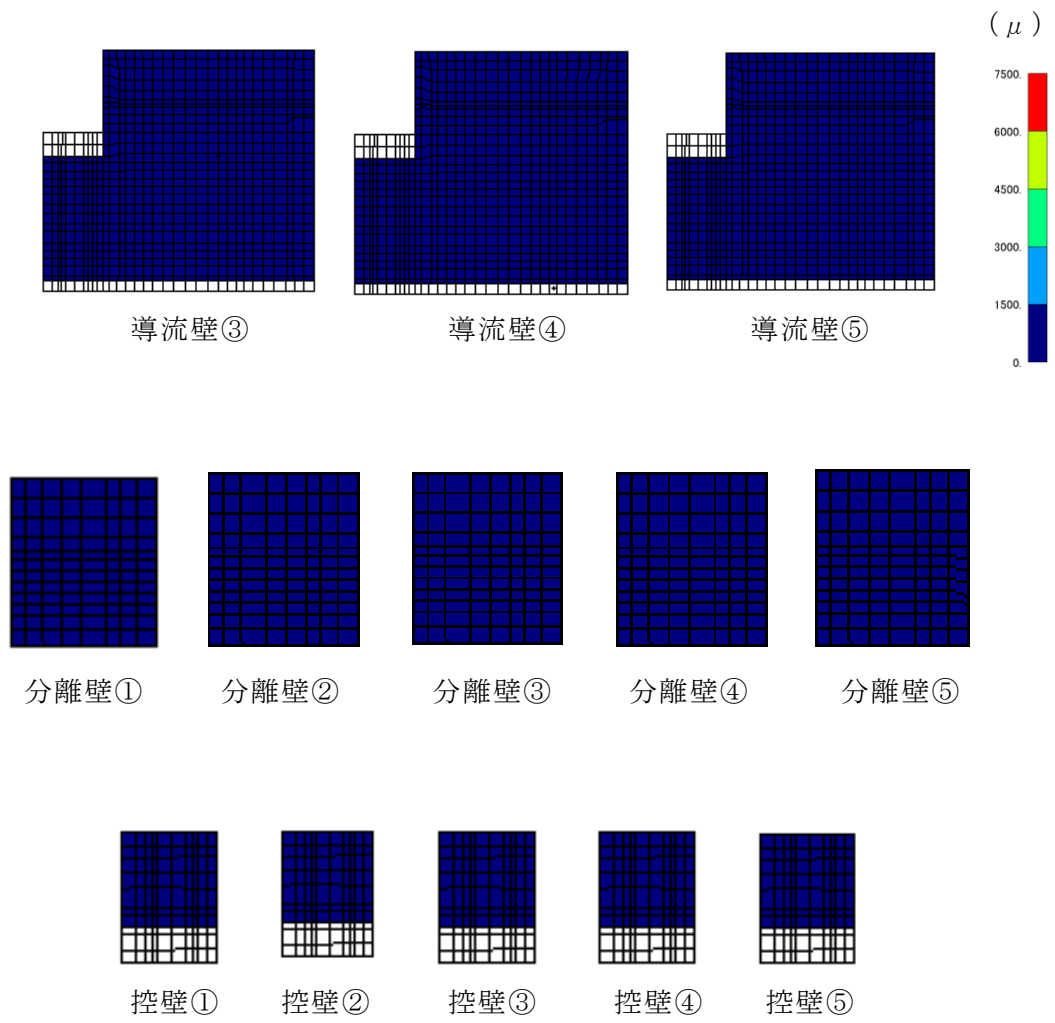 (μ)
7500.
6000.
4500.
3000.
1500.
0.
導流壁③ 導流壁④ 導流壁⑤
分離壁① 分離壁② 分離壁③ 分離壁④ 分離壁⑤
控壁① 控壁② 控壁③ 控壁④ 控壁⑤